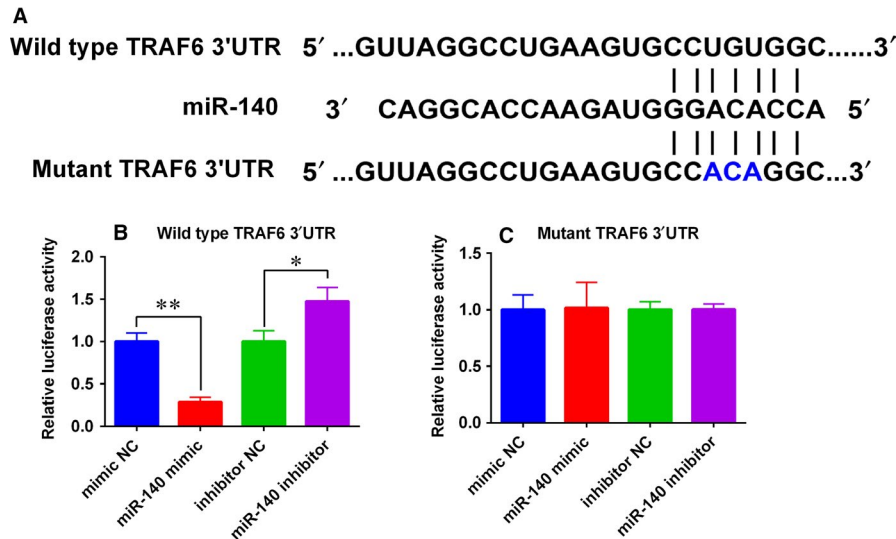 A
Wild type TRAF6 3'UTR 5′ ...GUUAGGCCUGAAGUGCCUGUGGC......3′
miR-140 3′ CAGGCACCAAGAUGGGACACCA 5′
Mutant TRAF6 3'UTR 5′ ...GUUAGGCCUGAAGUGCCACAGGC...3′
B Wild type TRAF6 3′UTR
Relative luciferase activity
2.0
1.5
1.0
0.5
0.0
**
*
mimic NC
miR-140 mimic
inhibitor NC
miR-140 inhibitor
C Mutant TRAF6 3′UTR
Relative luciferase activity
1.5
1.0
0.5
0.0
mimic NC
miR-140 mimic
inhibitor NC
miR-140 inhibitor